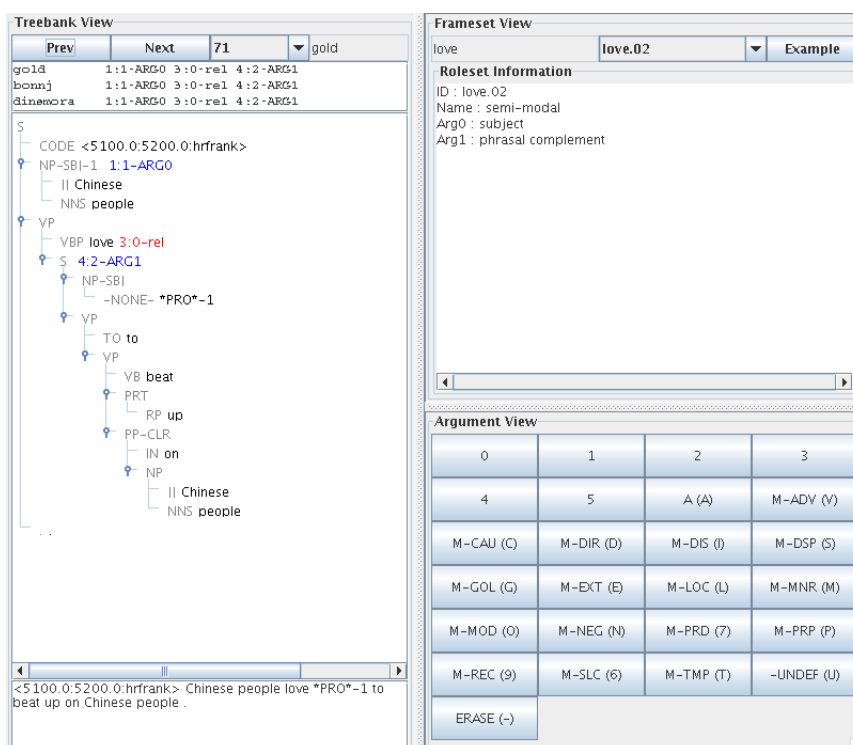 Treebank View
Prev Next 71 gold
gold 1:1-ARG0 3:0-rel 4:2-ARG1
bonnj 1:1-ARG0 3:0-rel 4:2-ARG1
dinemora 1:1-ARG0 3:0-rel 4:2-ARG1
S
CODE <5100.0:5200.0:hrfrank>
NP-SBJ-1 1:1-ARG0
JJ Chinese
NNS people
VP
VBP love 3:0-rel
S 4:2-ARG1
NP-SBJ
-NONE- *PRO*-1
VP
TO to
VP
VB beat
PRT
RP up
PP-CLR
IN on
NP
JJ Chinese
NNS people
. .
<5100.0:5200.0:hrfrank> Chinese people love *PRO*-1 to
beat up on Chinese people .
Frameset View
love love.02 Example
Roleset Information
ID : love.02
Name : semi-modal
Arg0 : subject
Arg1 : phrasal complement
Argument View
0 1 2 3
4 5 A (A) M-ADV (V)
M-CAU (C) M-DIR (D) M-DIS (I) M-DSP (S)
M-GOL (G) M-EXT (E) M-LOC (L) M-MNR (M)
M-MOD (O) M-NEG (N) M-PRD (7) M-PRP (P)
M-REC (9) M-SLC (6) M-TMP (T) -UNDEF (U)
ERASE (-)